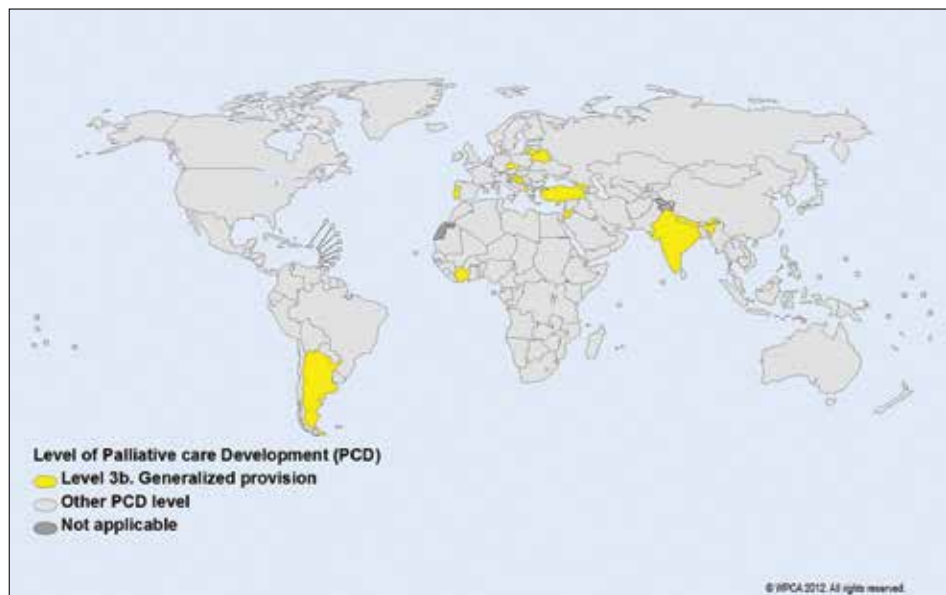 Level of Palliative care Development (PCD)
Level 3b. Generalized provision
Other PCD level
Not applicable
© WPCA 2012. All rights reserved.